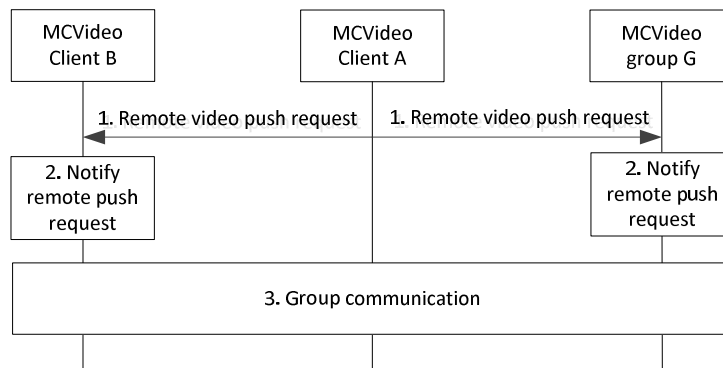 MCVideo
Client B
MCVideo
Client A
MCVideo
group G
1. Remote video push request
1. Remote video push request
2. Notify
remote push
request
2. Notify
remote push
request
3. Group communication